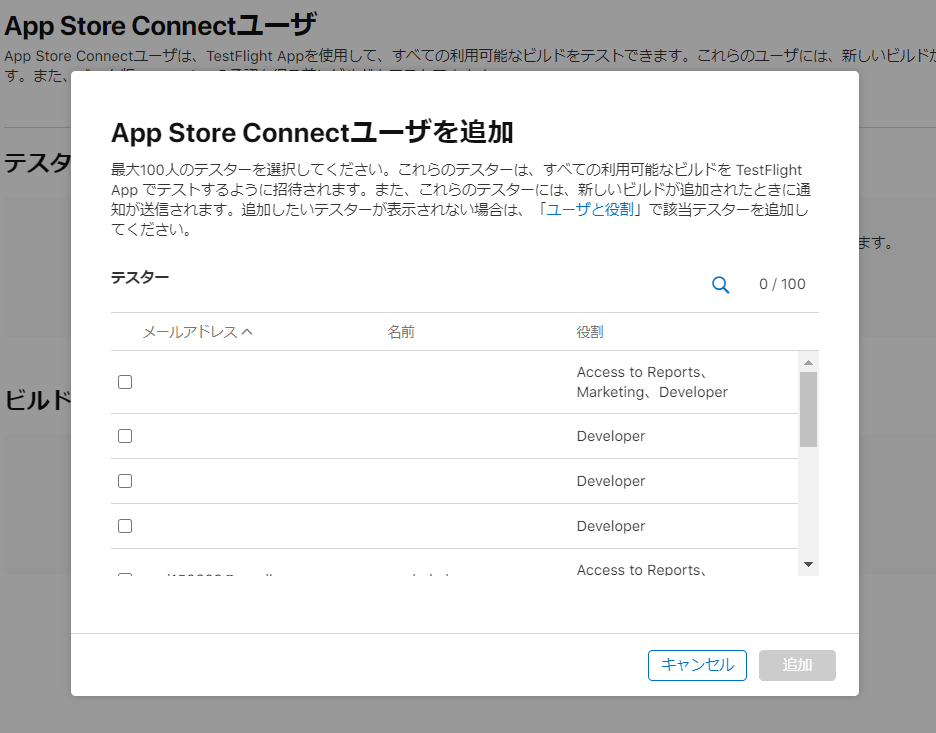 App Store Connectユーザ
App Store Connectユーザは、TestFlight Appを使用して、すべての利用可能なビルドをテストできます。これらのユーザには、新しいビルドが
す。また、
App Store Connectユーザを追加
最大100人のテスターを選択してください。これらのテスターは、すべての利用可能なビルドを TestFlight
App でテストするように招待されます。また、これらのテスターには、新しいビルドが追加されたときに通
知が送信されます。追加したいテスターが表示されない場合は、「ユーザと役割」で該当テスターを追加し
てください。
テスタ
ます。
テスター
0 / 100
メールアドレス 名前 役割
Access to Reports、
Marketing、Developer
ビルド
Developer
Developer
Developer
Access to Reports、
キャンセル 追加